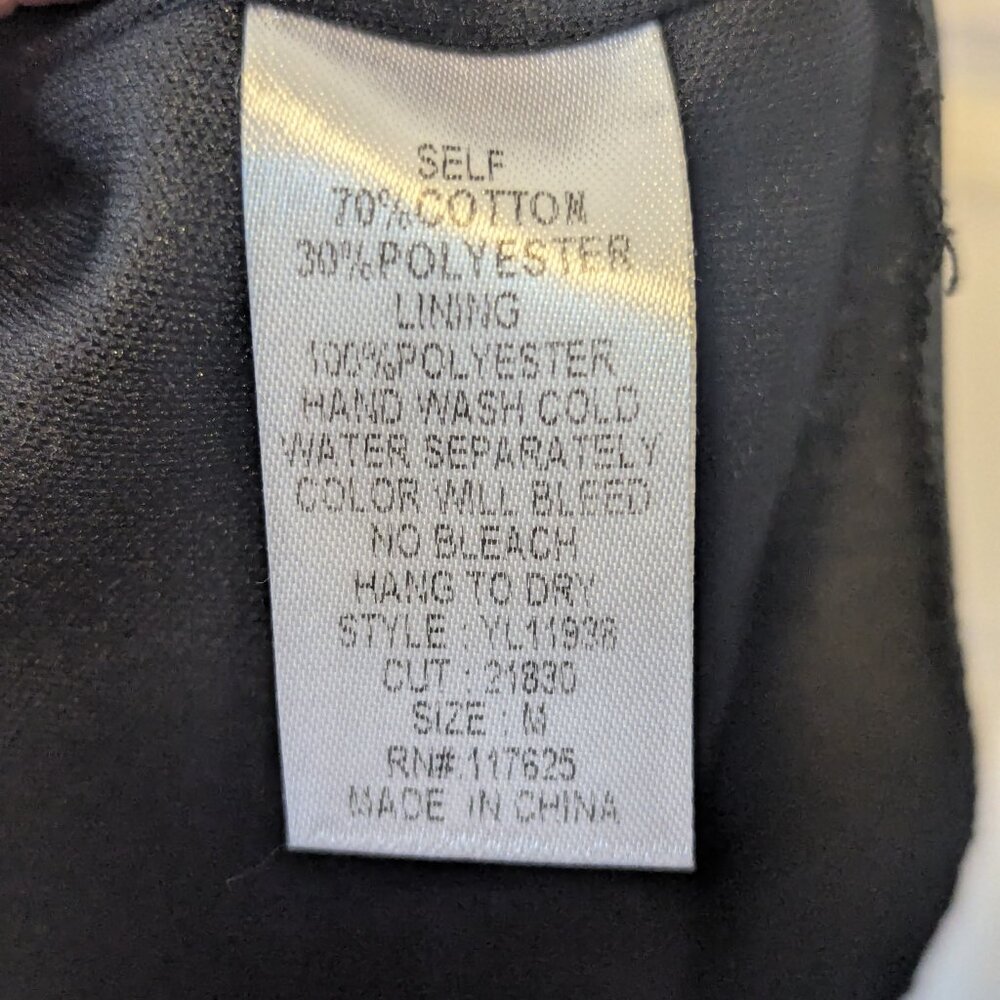 SELF
70%COTTON
30%POLYESTER
LINING
100%POLYESTER
HAND WASH COLD
WATER SEPARATELY
COLOR WILL BLEED
NO BLEACH
HANG TO DRY
STYLE : YL11936
CUT : 21830
SIZE : M
RN#:117625
MADE IN CHINA